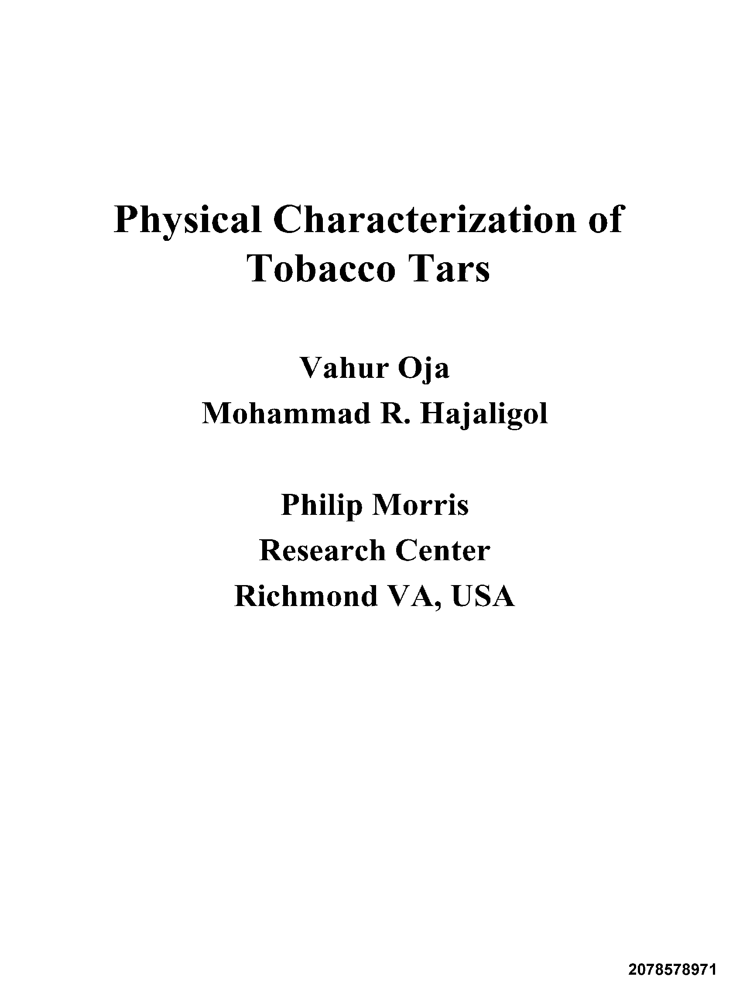 Physical Characterization of
Tobacco Tars
Vahur Oja
Mohammad R. Hajaligol
Philip Morris
Research Center
Richmond VA, USA
2078578971